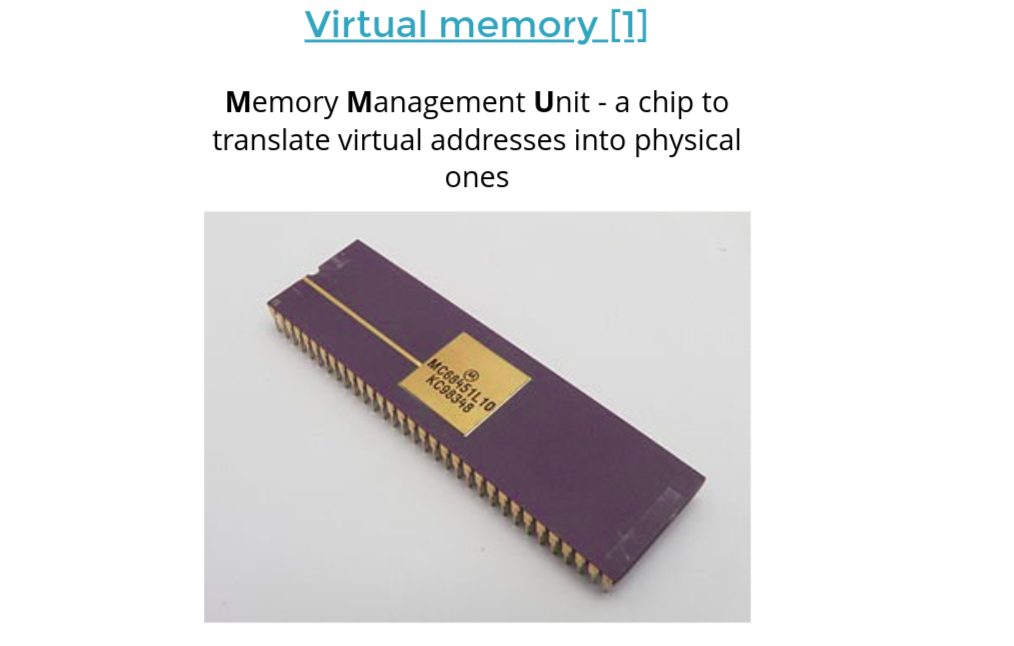 Virtual memory [1]
Memory Management Unit - a chip to
translate virtual addresses into physical
ones
MC68451L10
KC98348